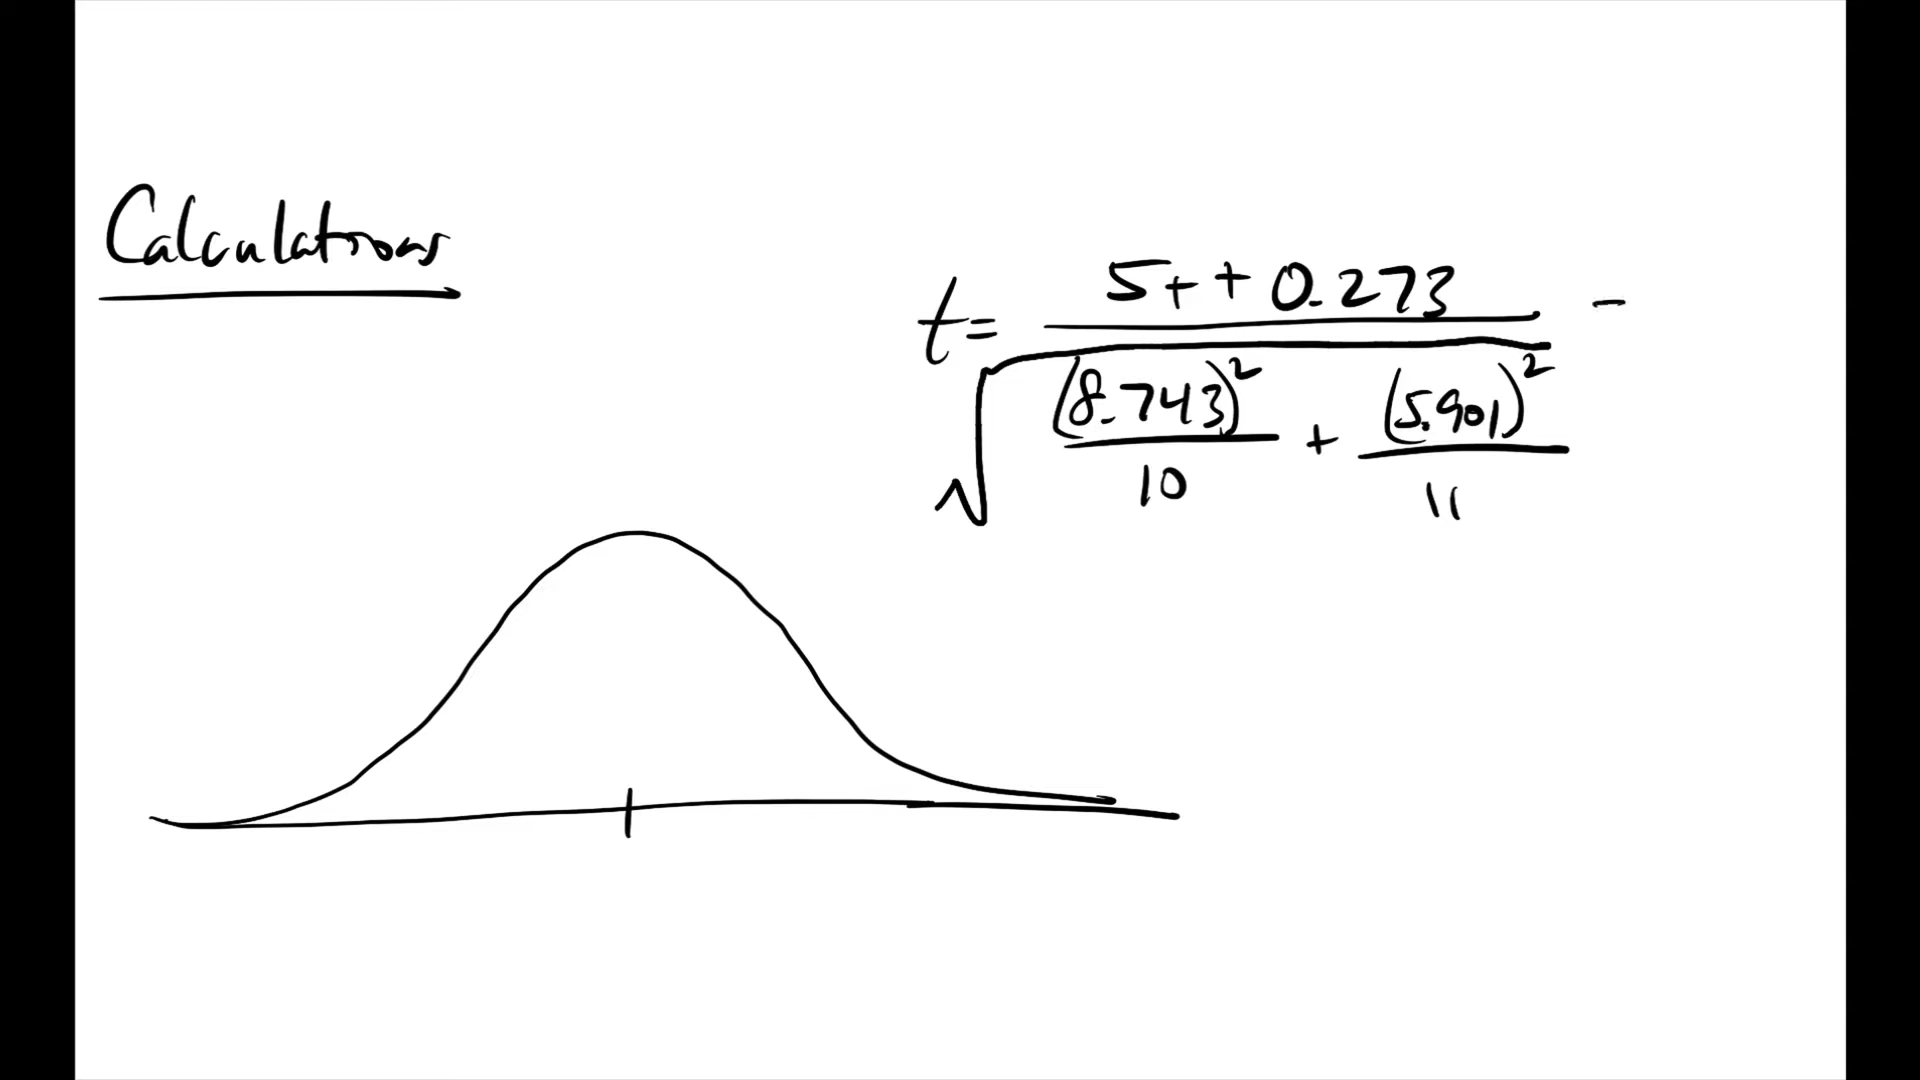 Calculations
t = 5 + + 0.273 -
√ (8.743)² + (5.901)²
10 11